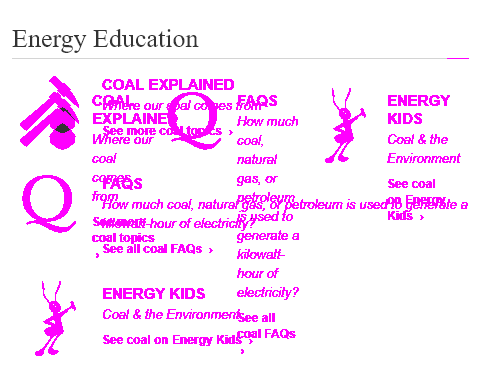 Energy Education
COAL EXPLAINED
Where our coal comes from
See more coal topics ›
FAQS
How much coal, natural gas, or petroleum is used to generate a
kilowatt-hour of electricity?
See all coal FAQs ›
ENERGY KIDS
Coal & the Environment
See coal on Energy Kids ›
COAL
EXPLAINED
Where our
coal
comes
from
See more
coal topics
›
FAQS
How much
coal,
natural
gas, or
petroleum
is used to
generate a
kilowatt-
hour of
electricity?
See all
coal FAQs
›
ENERGY
KIDS
Coal & the
Environment
See coal
on Energy
Kids ›